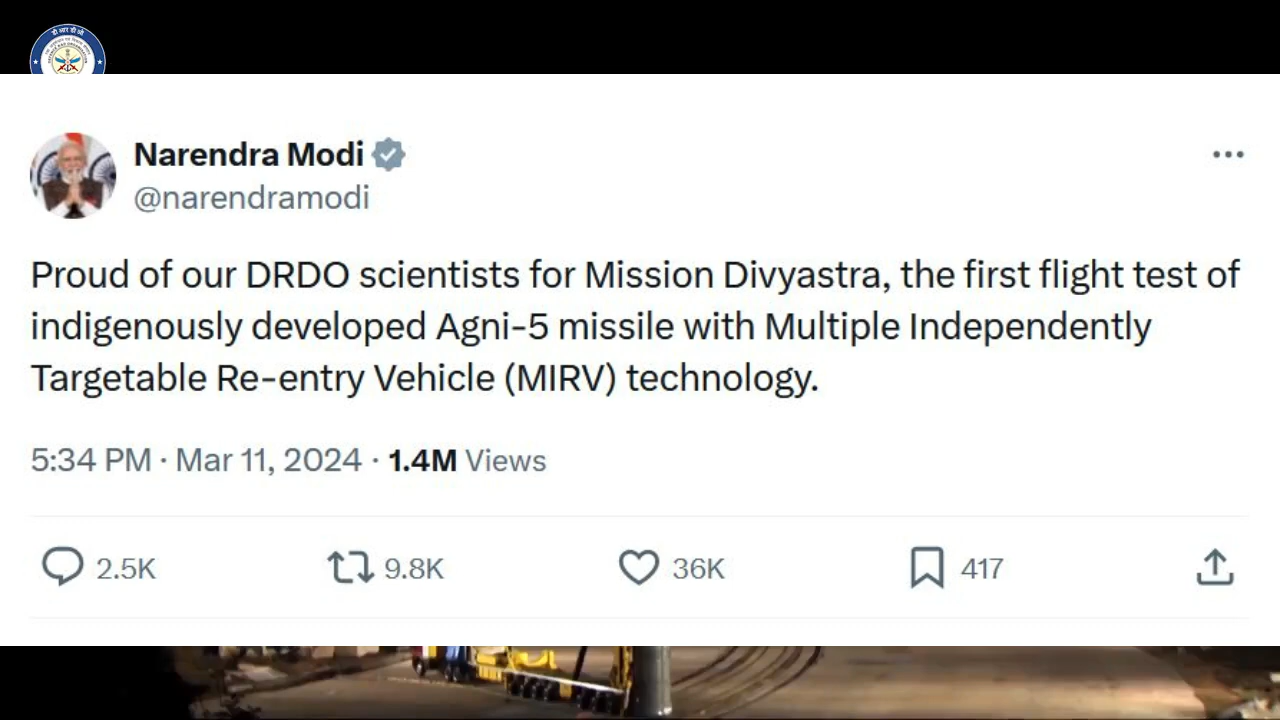 डी आर डी ओ
Narendra Modi
@narendramodi
Proud of our DRDO scientists for Mission Divyastra, the first flight test of
indigenously developed Agni-5 missile with Multiple Independently
Targetable Re-entry Vehicle (MIRV) technology.
5:34 PM · Mar 11, 2024 · 1.4M Views
2.5K 9.8K 36K 417